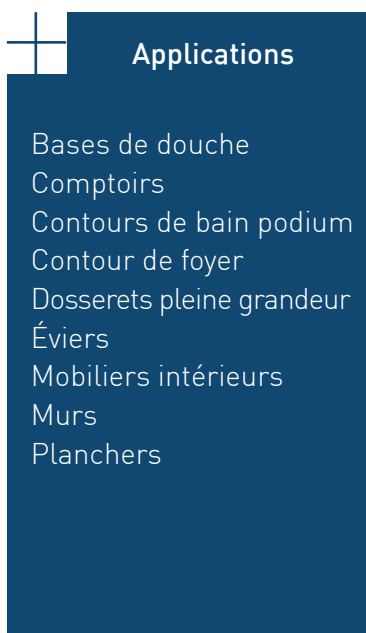 Applications
Bases de douche
Comptoirs
Contours de bain podium
Contour de foyer
Dosserets pleine grandeur
Éviers
Mobiliers intérieurs
Murs
Planchers